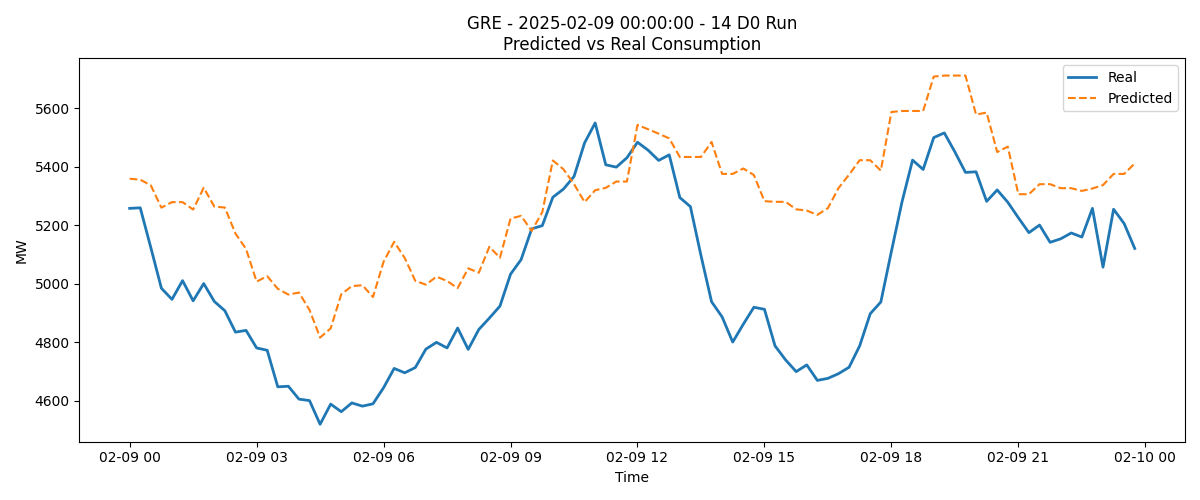 GRE - 2025-02-09 00:00:00 - 14 D0 Run
Predicted vs Real Consumption
Real
Predicted
MW
5600
5400
5200
5000
4800
4600
02-09 00
02-09 03
02-09 06
02-09 09
02-09 12
02-09 15
02-09 18
02-09 21
02-10 00
Time